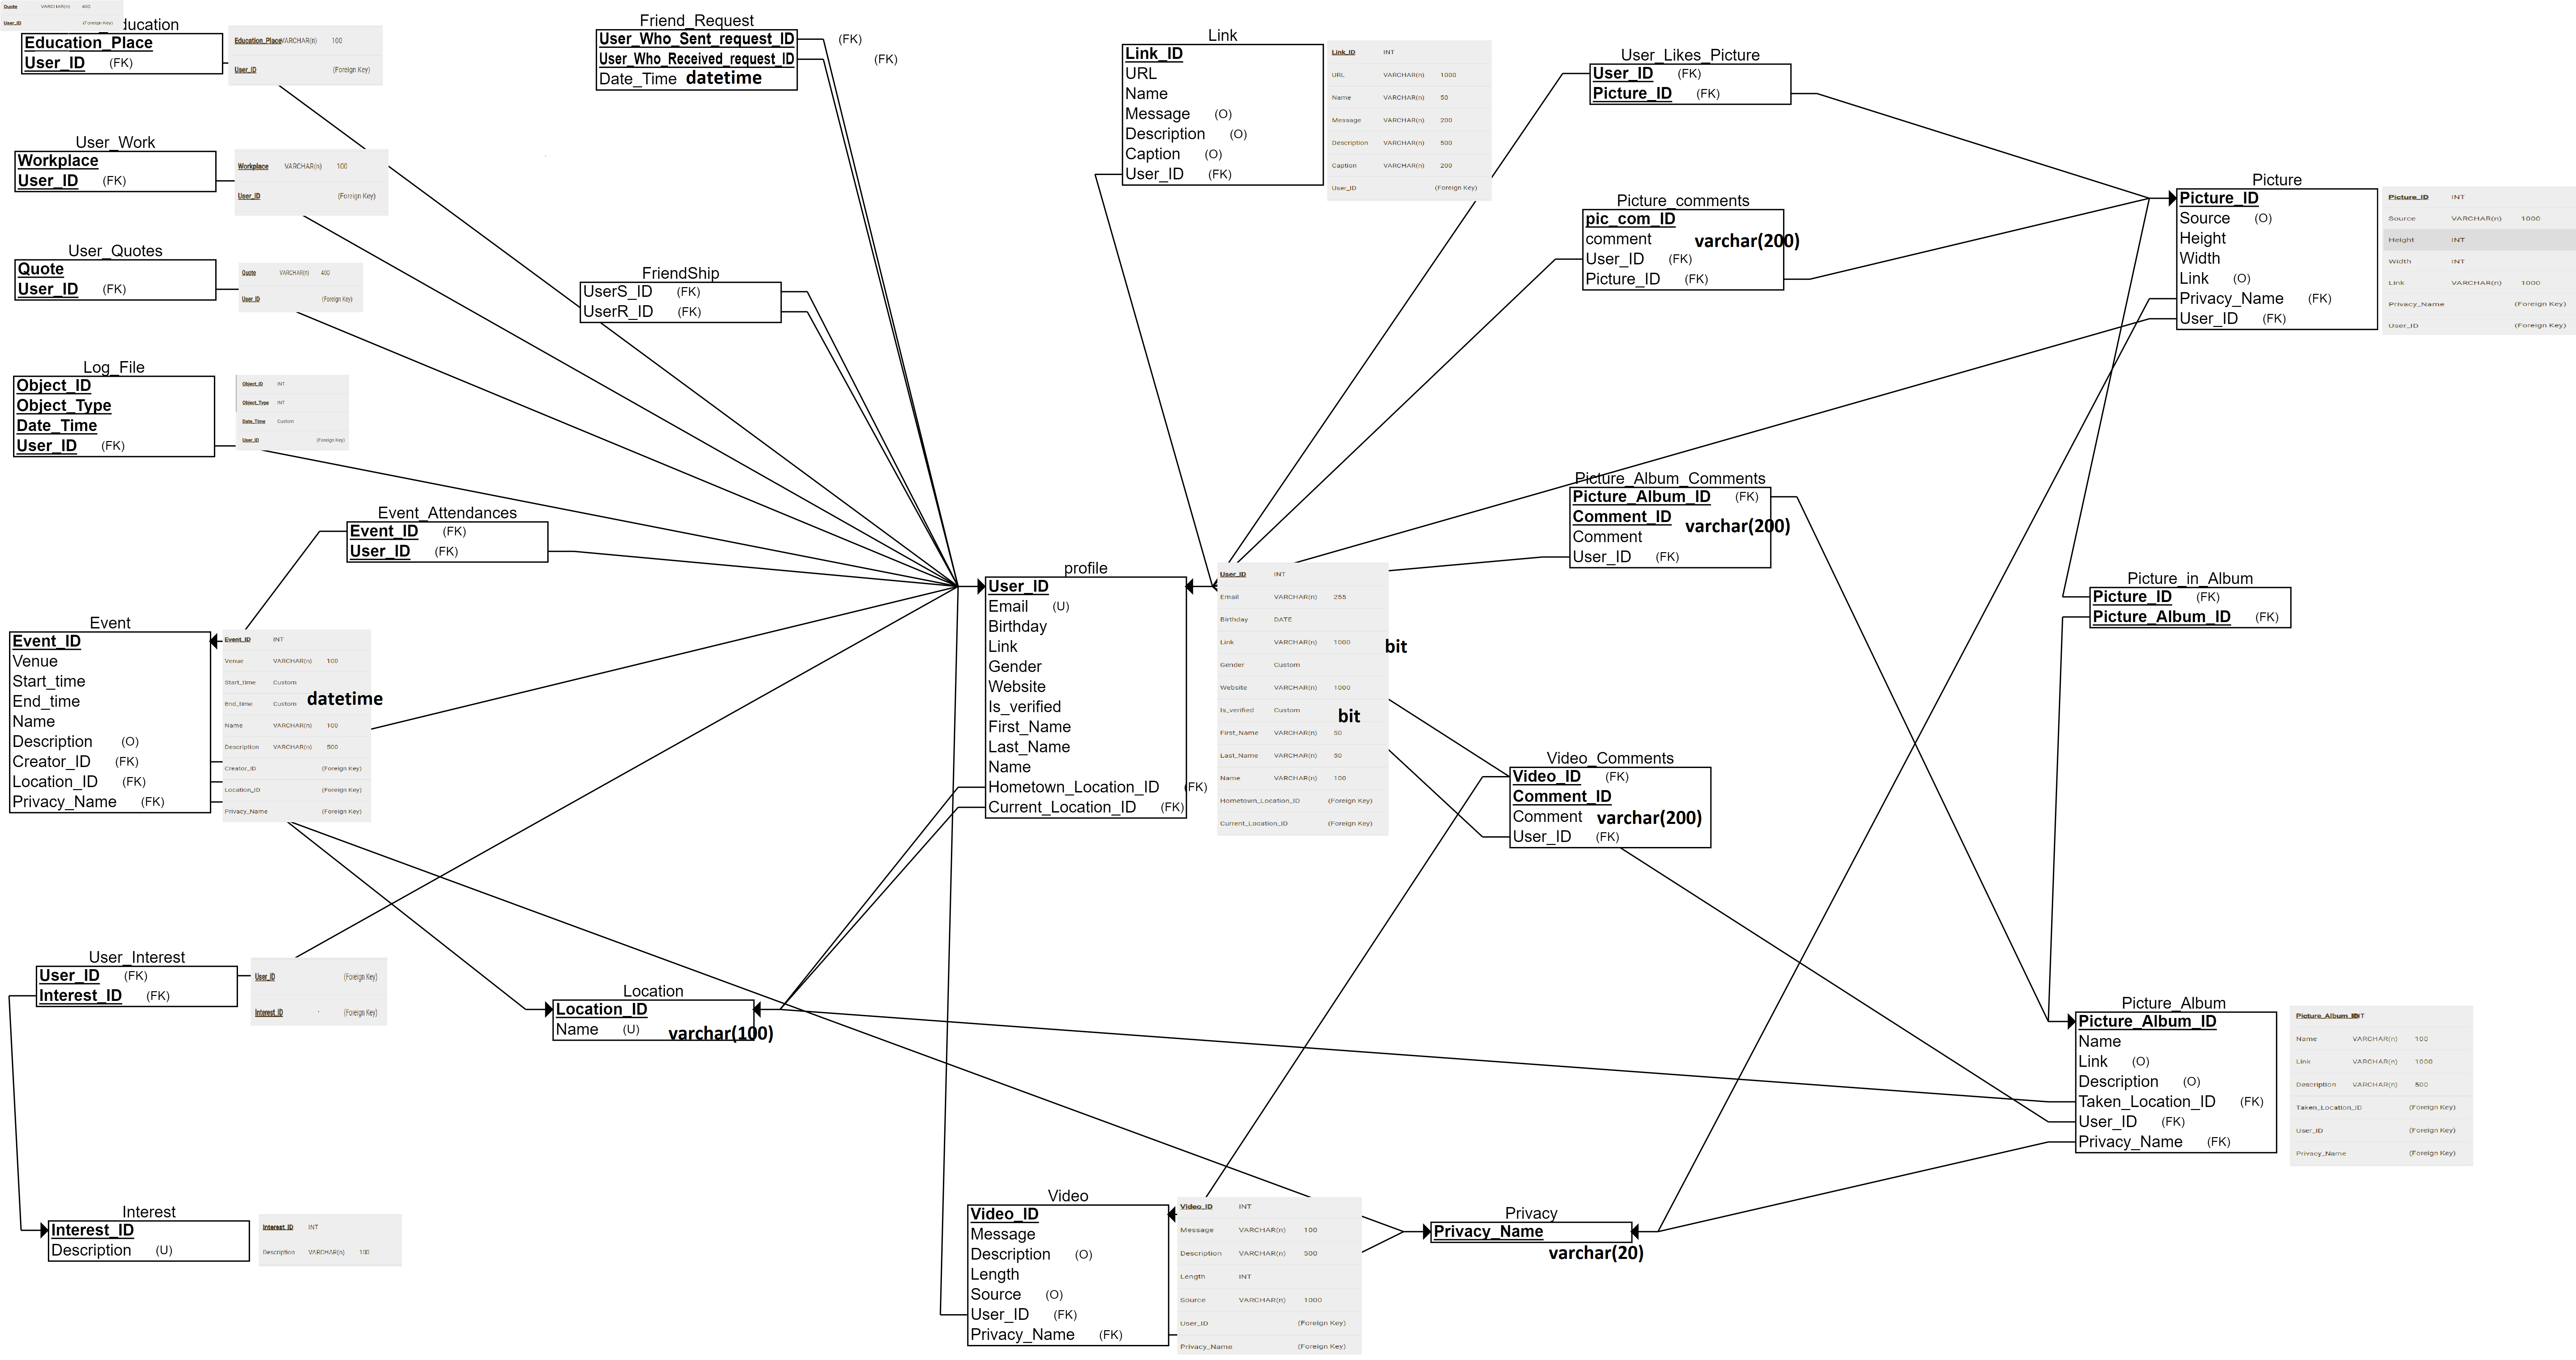 Quote VARCHAR(n) 400
User_ID (Foreign Key)
ducation
Education_Place
User_ID (FK)
Education_Place VARCHAR(n) 100
User_ID (Foreign Key)
User_Work
Workplace
User_ID (FK)
Workplace VARCHAR(n) 100
User_ID (Foreign Key)
User_Quotes
Quote
User_ID (FK)
Quote VARCHAR(n) 400
User_ID (Foreign Key)
Log_File
Object_ID
Object_Type
Date_Time
User_ID (FK)
Object_ID INT
Object_Type INT
Date_Time Custom
User_ID (Foreign Key)
Friend_Request
User_Who_Sent_request_ID (FK)
User_Who_Received_request_ID (FK)
Date_Time datetime
FriendShip
UserS_ID (FK)
UserR_ID (FK)
Event_Attendances
Event_ID (FK)
User_ID (FK)
Event
Event_ID
Venue
Start_time
End_time
Name
Description (O)
Creator_ID (FK)
Location_ID (FK)
Privacy_Name (FK)
Event_ID INT
Venue VARCHAR(n) 100
Start_time Custom
datetime
End_time Custom
Name VARCHAR(n) 100
Description VARCHAR(n) 500
Creator_ID (Foreign Key)
Location_ID (Foreign Key)
Privacy_Name (Foreign Key)
User_Interest
User_ID (FK)
Interest_ID (FK)
User_ID (Foreign Key)
Interest_ID (Foreign Key)
Interest
Interest_ID
Description (U)
Interest_ID INT
Description VARCHAR(n) 100
Location
Location_ID
Name (U) varchar(100)
Link
Link_ID
URL
Name
Message (O)
Description (O)
Caption (O)
User_ID (FK)
Link_ID INT
URL VARCHAR(n) 1000
Name VARCHAR(n) 50
Message VARCHAR(n) 200
Description VARCHAR(n) 500
Caption VARCHAR(n) 200
User_ID (Foreign Key)
profile
User_ID
Email (U)
Birthday
Link
Gender
Website
Is_verified
First_Name
Last_Name
Name
Hometown_Location_ID (FK)
Current_Location_ID (FK)
User_ID INT
Email VARCHAR(n) 255
Birthday DATE
Link VARCHAR(n) 1000
bit
Gender Custom
Website VARCHAR(n) 1000
Is_verified Custom
bit
First_Name VARCHAR(n) 50
Last_Name VARCHAR(n) 50
Name VARCHAR(n) 100
Hometown_Location_ID (Foreign Key)
Current_Location_ID (Foreign Key)
Video
Video_ID
Message
Description (O)
Length
Source (O)
User_ID (FK)
Privacy_Name (FK)
Video_ID INT
Message VARCHAR(n) 100
Description VARCHAR(n) 500
Length INT
Source VARCHAR(n) 1000
User_ID (Foreign Key)
Privacy_Name (Foreign Key)
User_Likes_Picture
User_ID (FK)
Picture_ID (FK)
Picture_comments
pic_com_ID
comment varchar(200)
User_ID (FK)
Picture_ID (FK)
Picture_Album_Comments
Picture_Album_ID (FK)
Comment_ID varchar(200)
Comment
User_ID (FK)
Video_Comments
Video_ID (FK)
Comment_ID
Comment varchar(200)
User_ID (FK)
Privacy
Privacy_Name
varchar(20)
Picture
Picture_ID
Source (O)
Height
Width
Link (O)
Privacy_Name (FK)
User_ID (FK)
Picture_ID INT
Source VARCHAR(n) 1000
Height INT
Width INT
Link VARCHAR(n) 1000
Privacy_Name (Foreign Key)
User_ID (Foreign Key)
Picture_in_Album
Picture_ID (FK)
Picture_Album_ID (FK)
Picture_Album
Picture_Album_ID
Name
Link (O)
Description (O)
Taken_Location_ID (FK)
User_ID (FK)
Privacy_Name (FK)
Picture_Album_ID INT
Name VARCHAR(n) 100
Link VARCHAR(n) 1000
Description VARCHAR(n) 500
Taken_Location_ID (Foreign Key)
User_ID (Foreign Key)
Privacy_Name (Foreign Key)